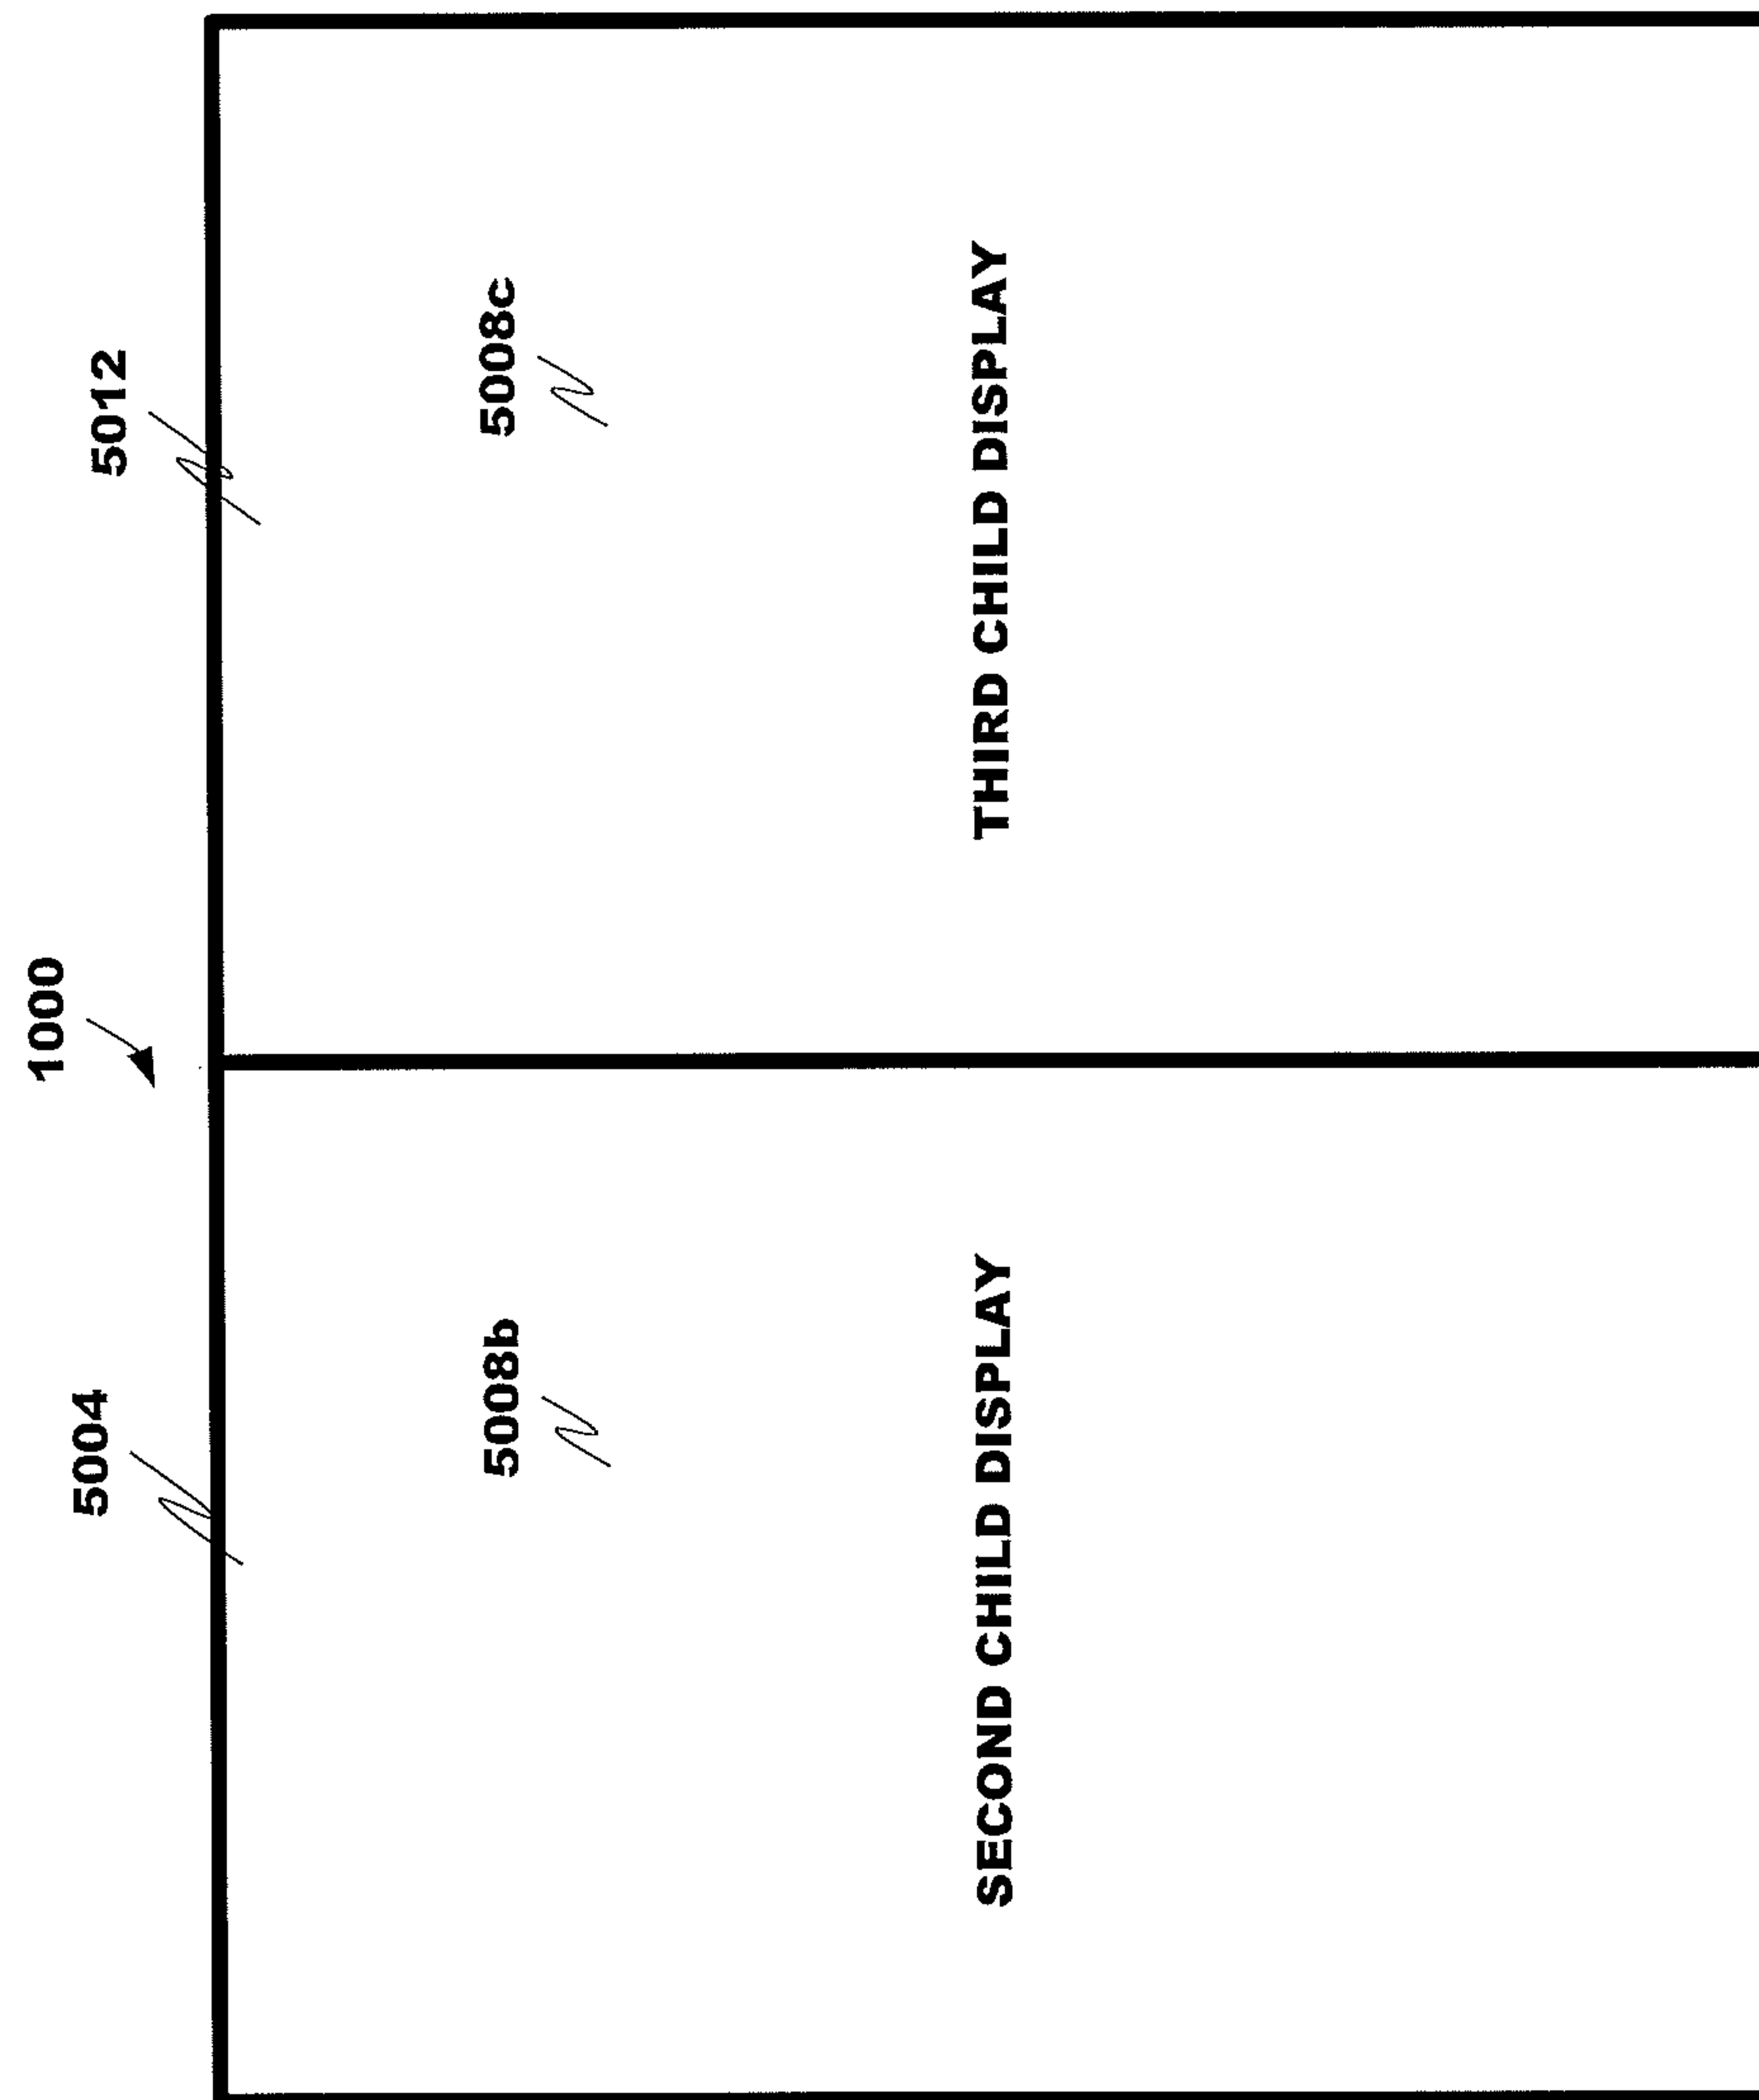 1000
5004
5012
5008b
5008c
SECOND CHILD DISPLAY
THIRD CHILD DISPLAY